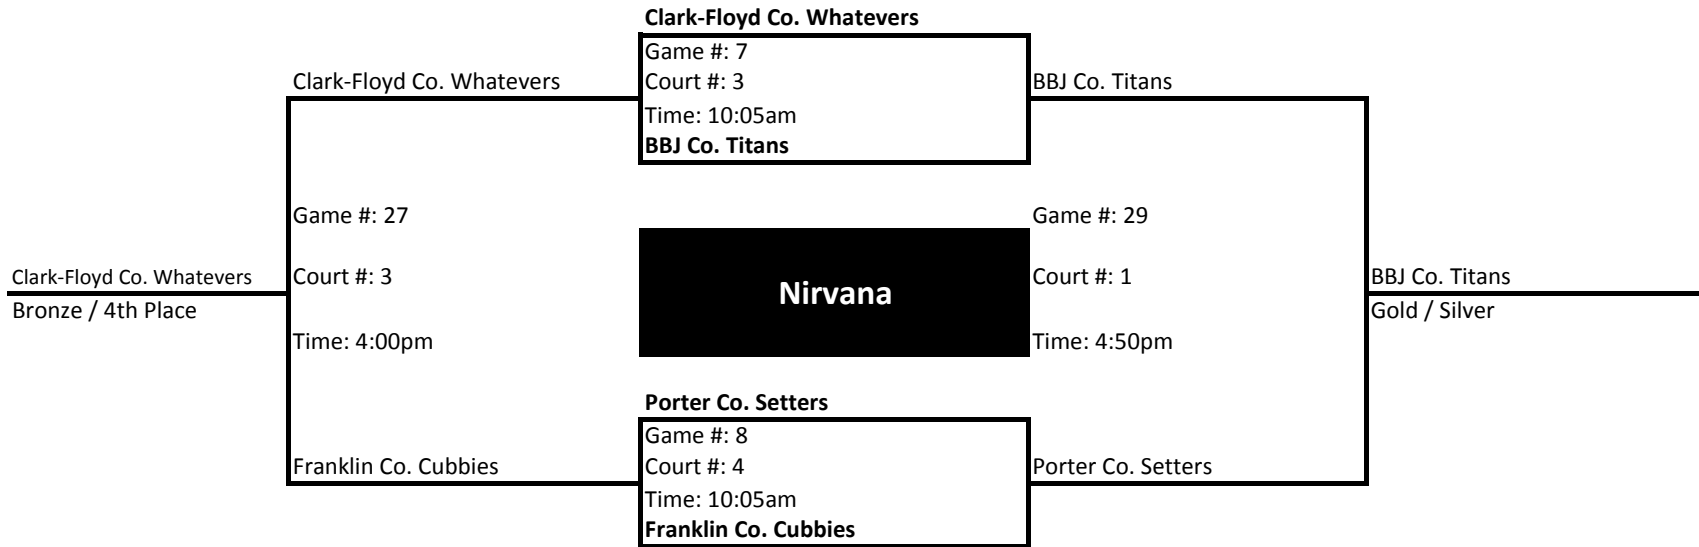 Clark-Floyd Co. Whatevers
Game #: 7
Clark-Floyd Co. Whatevers
Court #: 3
BBJ Co. Titans
Time: 10:05am
BBJ Co. Titans
Game #: 27
Game #: 29
Clark-Floyd Co. Whatevers
Court #: 3
Nirvana
Court #: 1
BBJ Co. Titans
Bronze / 4th Place
Gold / Silver
Time: 4:00pm
Time: 4:50pm
Porter Co. Setters
Game #: 8
Franklin Co. Cubbies
Court #: 4
Porter Co. Setters
Time: 10:05am
Franklin Co. Cubbies